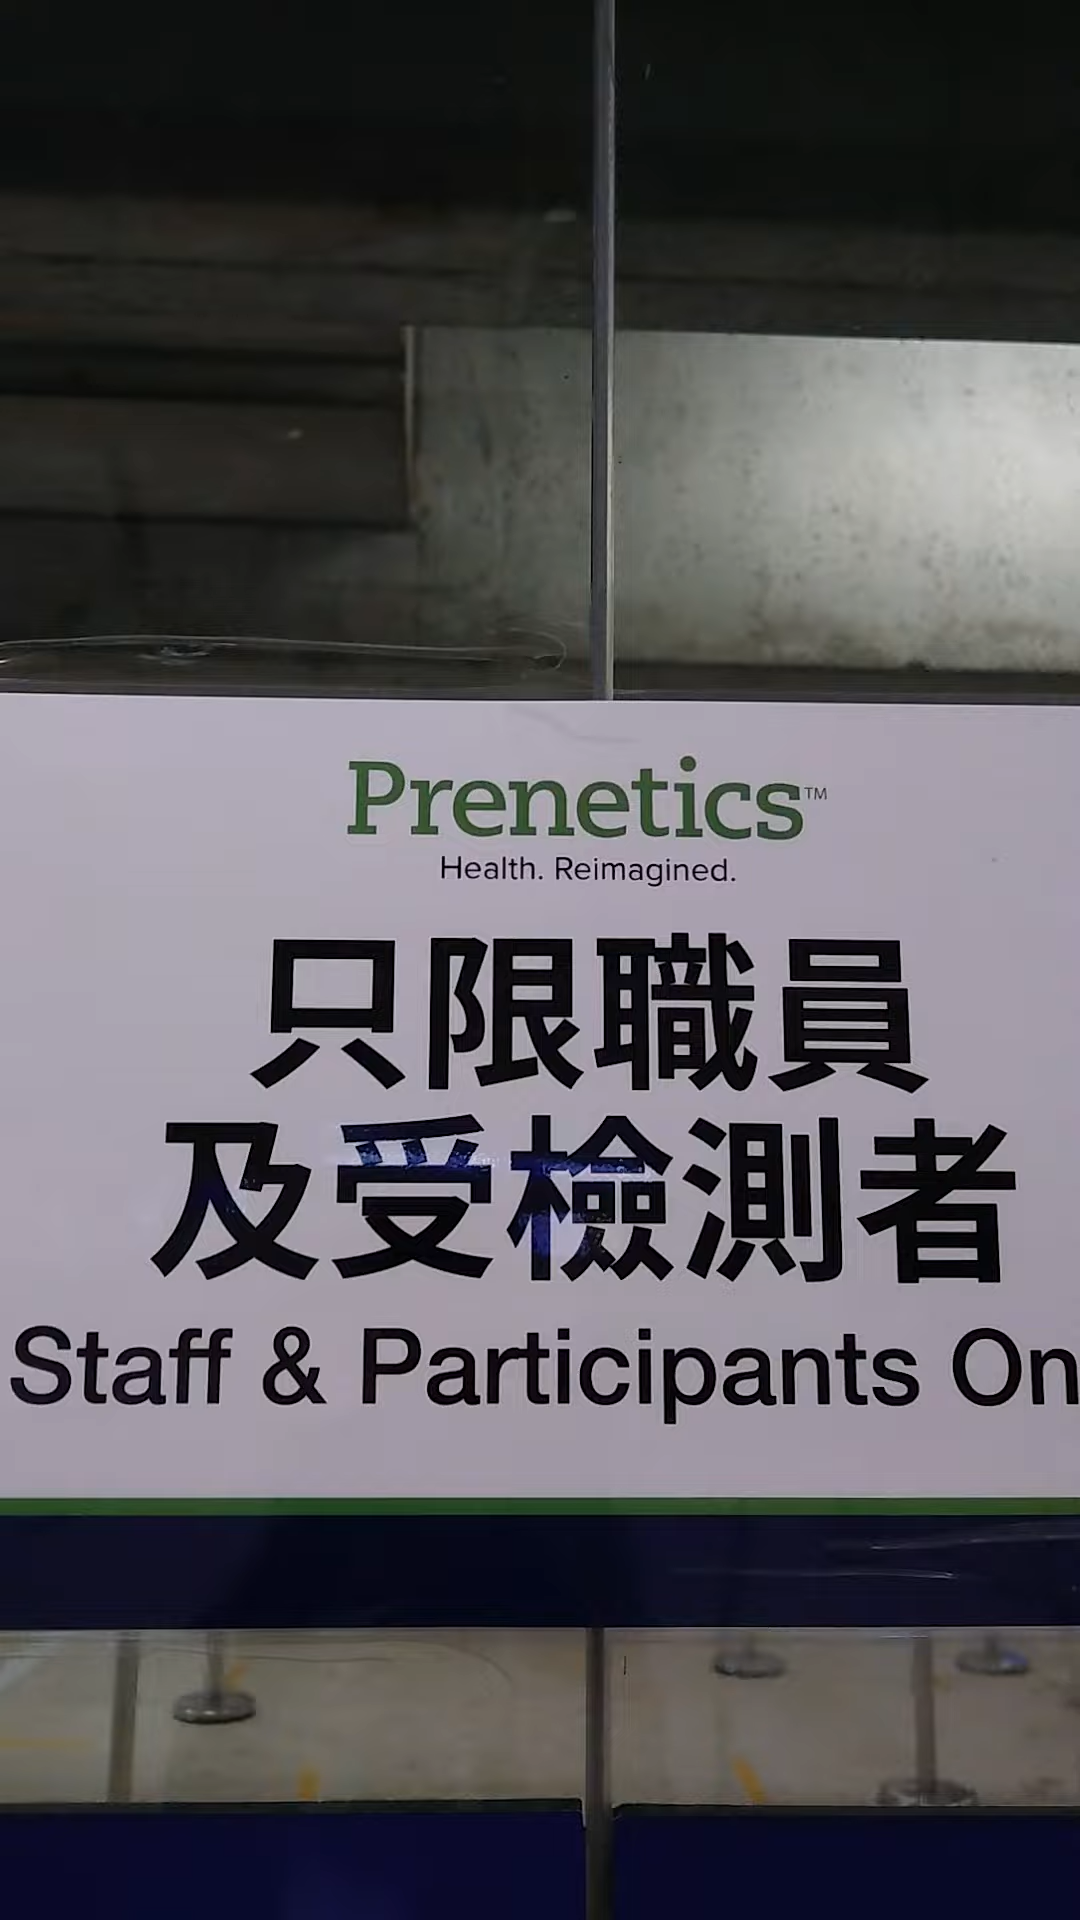 Prenetics™
Health. Reimagined.
只限職員
及受檢測者
Staff & Participants On